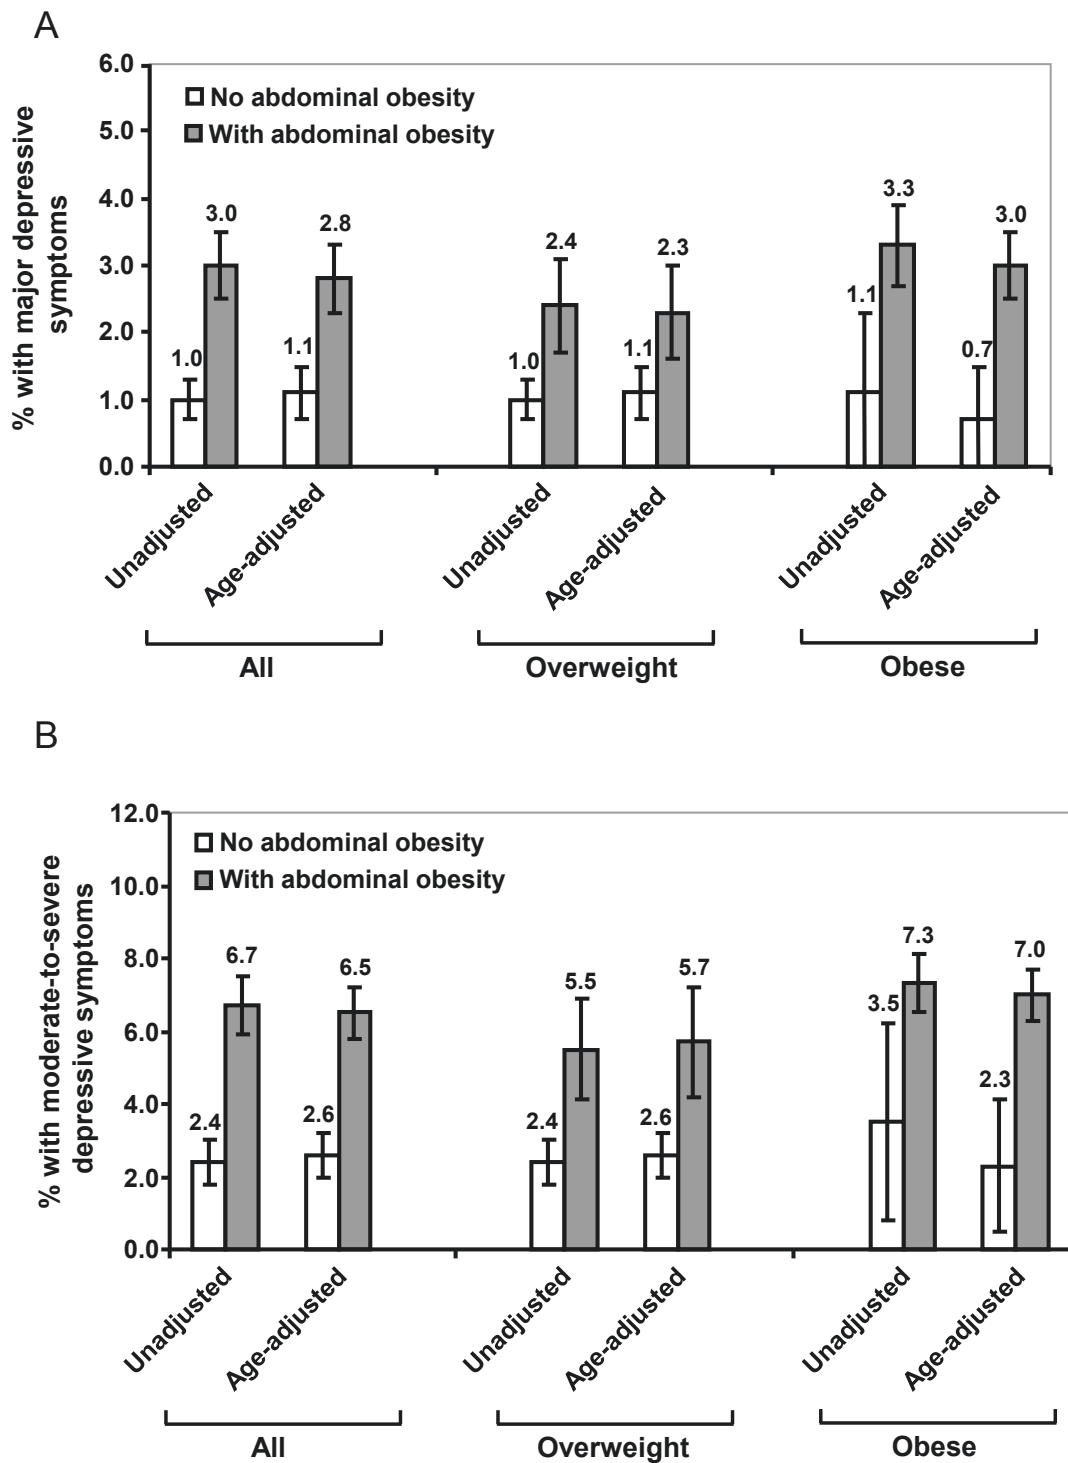 A
6.0
5.0
4.0
3.0
2.0
1.0
0.0
% with major depressive
symptoms
No abdominal obesity
With abdominal obesity
1.0
3.0
1.1
2.8
1.0
2.4
1.1
2.3
1.1
3.3
0.7
3.0
Unadjusted
Age-adjusted
Unadjusted
Age-adjusted
Unadjusted
Age-adjusted
All
Overweight
Obese
B
12.0
10.0
8.0
6.0
4.0
2.0
0.0
% with moderate-to-severe
depressive symptoms
No abdominal obesity
With abdominal obesity
2.4
6.7
2.6
6.5
2.4
5.5
2.6
5.7
3.5
7.3
2.3
7.0
Unadjusted
Age-adjusted
Unadjusted
Age-adjusted
Unadjusted
Age-adjusted
All
Overweight
Obese